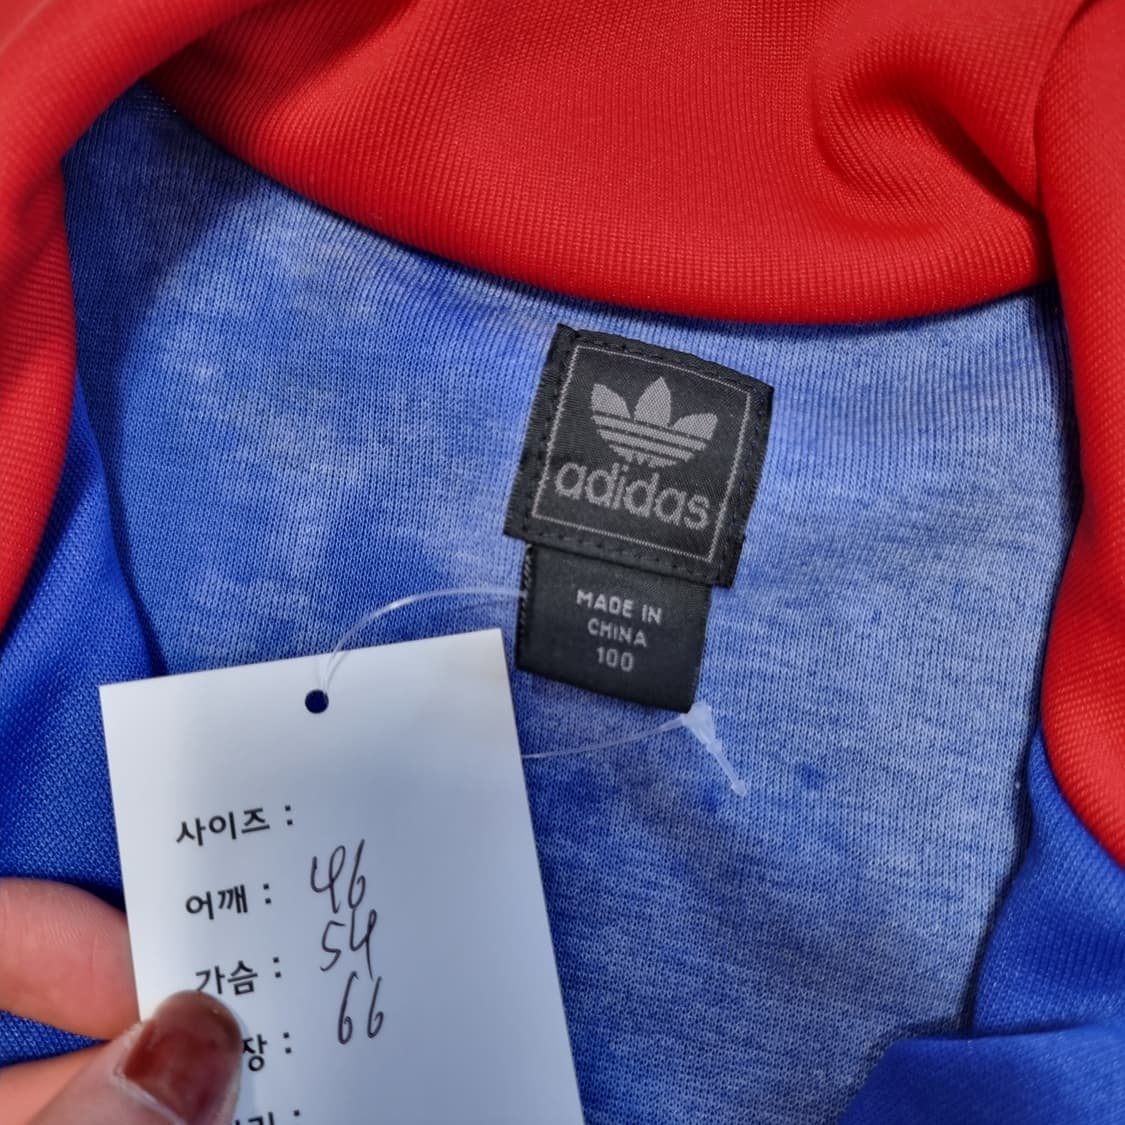 adidas
MADE IN
CHINA
100
사이즈 :
어깨 : 46
가슴 : 54
장 : 66